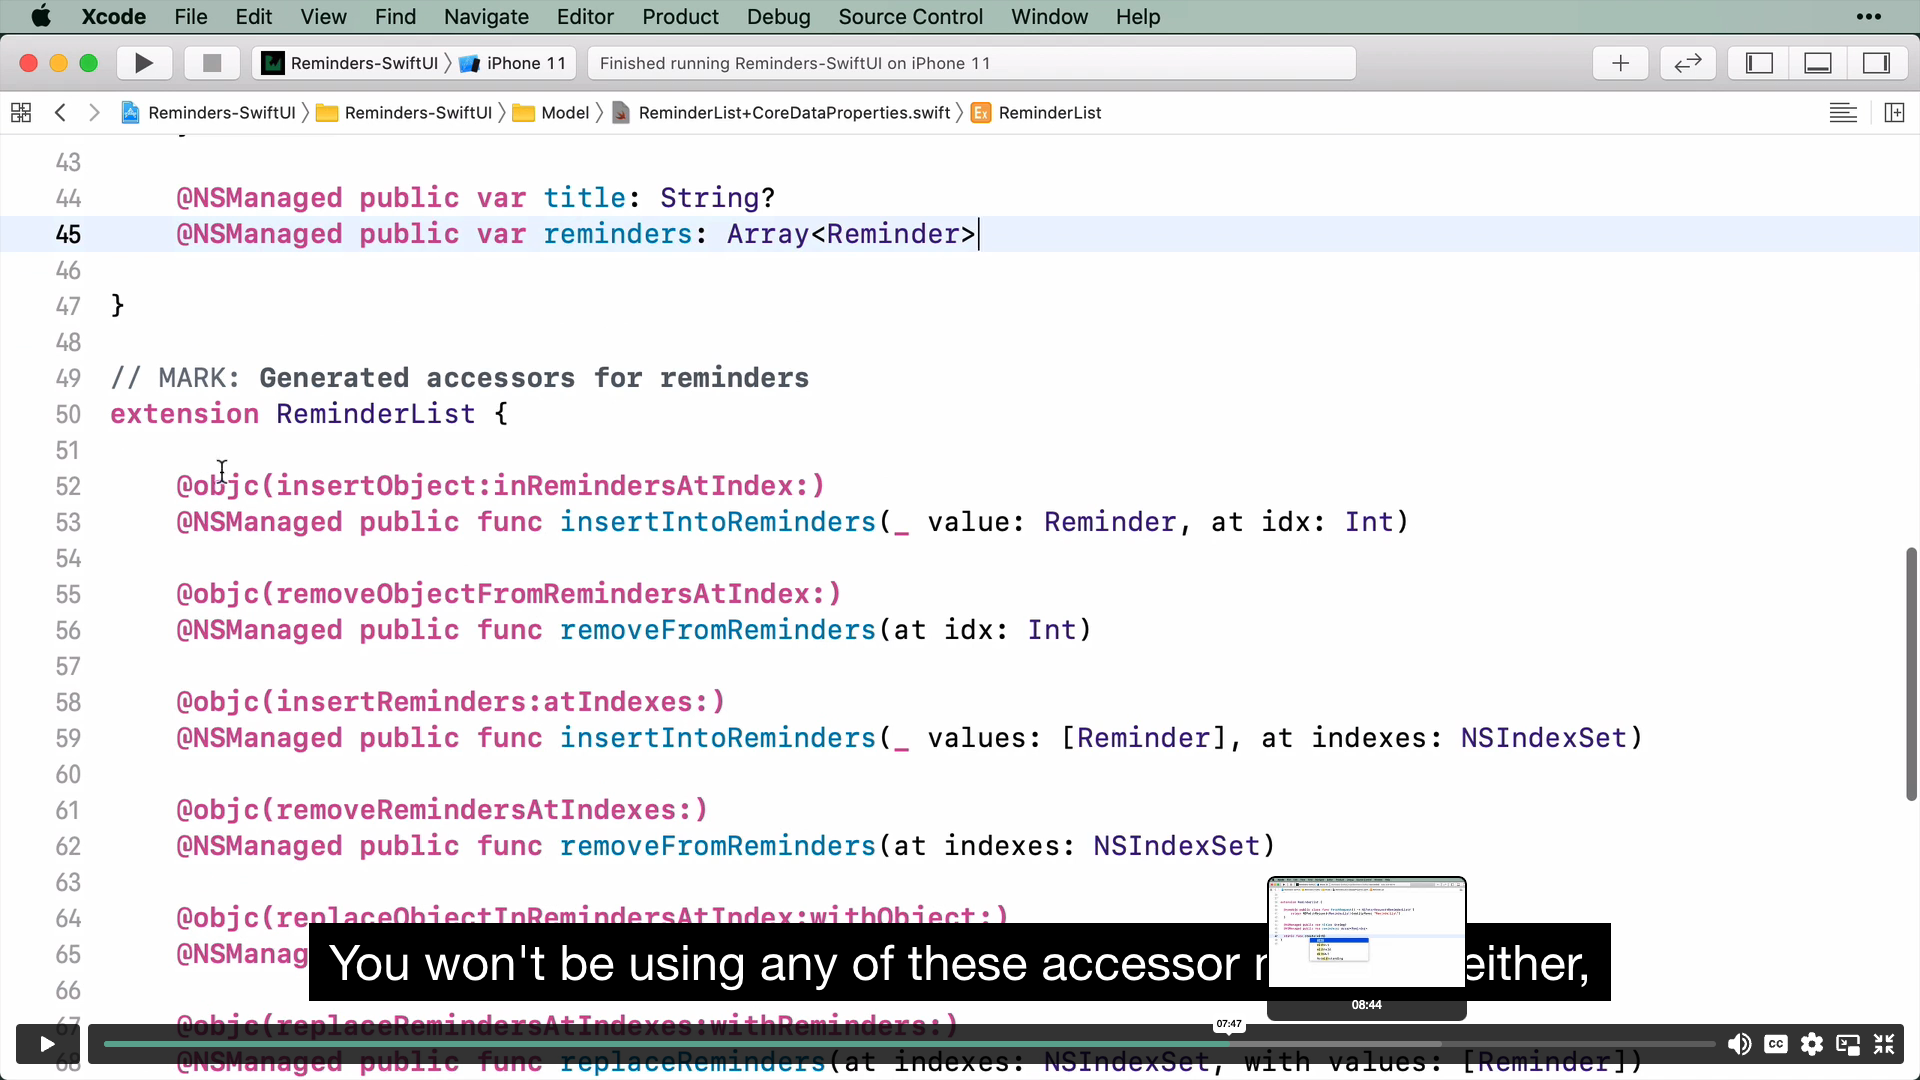 Xcode File Edit View Find Navigate Editor Product Debug Source Control Window Help
Reminders-SwiftUI iPhone 11 Finished running Reminders-SwiftUI on iPhone 11
Reminders-SwiftUI Reminders-SwiftUI Model ReminderList+CoreDataProperties.swift Ex ReminderList
43
44 @NSManaged public var title: String?
45 @NSManaged public var reminders: Array<Reminder>
46
47 }
48
49 // MARK: Generated accessors for reminders
50 extension ReminderList {
51
52 @objc(insertObject:inRemindersAtIndex:)
53 @NSManaged public func insertIntoReminders(_ value: Reminder, at idx: Int)
54
55 @objc(removeObjectFromRemindersAtIndex:)
56 @NSManaged public func removeFromReminders(at idx: Int)
57
58 @objc(insertReminders:atIndexes:)
59 @NSManaged public func insertIntoReminders(_ values: [Reminder], at indexes: NSIndexSet)
60
61 @objc(removeRemindersAtIndexes:)
62 @NSManaged public func removeFromReminders(at indexes: NSIndexSet)
63
64 @objc(replaceObjectInRemindersAtIndex:withObject:)
65 @NSManag
You won't be using any of these accessor either,
66
08:44
67 @objc(replaceRemindersAtIndexes:withReminders:)
07:47
CC
68 @NSManaged public func replaceReminders(at indexes: NSIndexSet, with values: [Reminder])